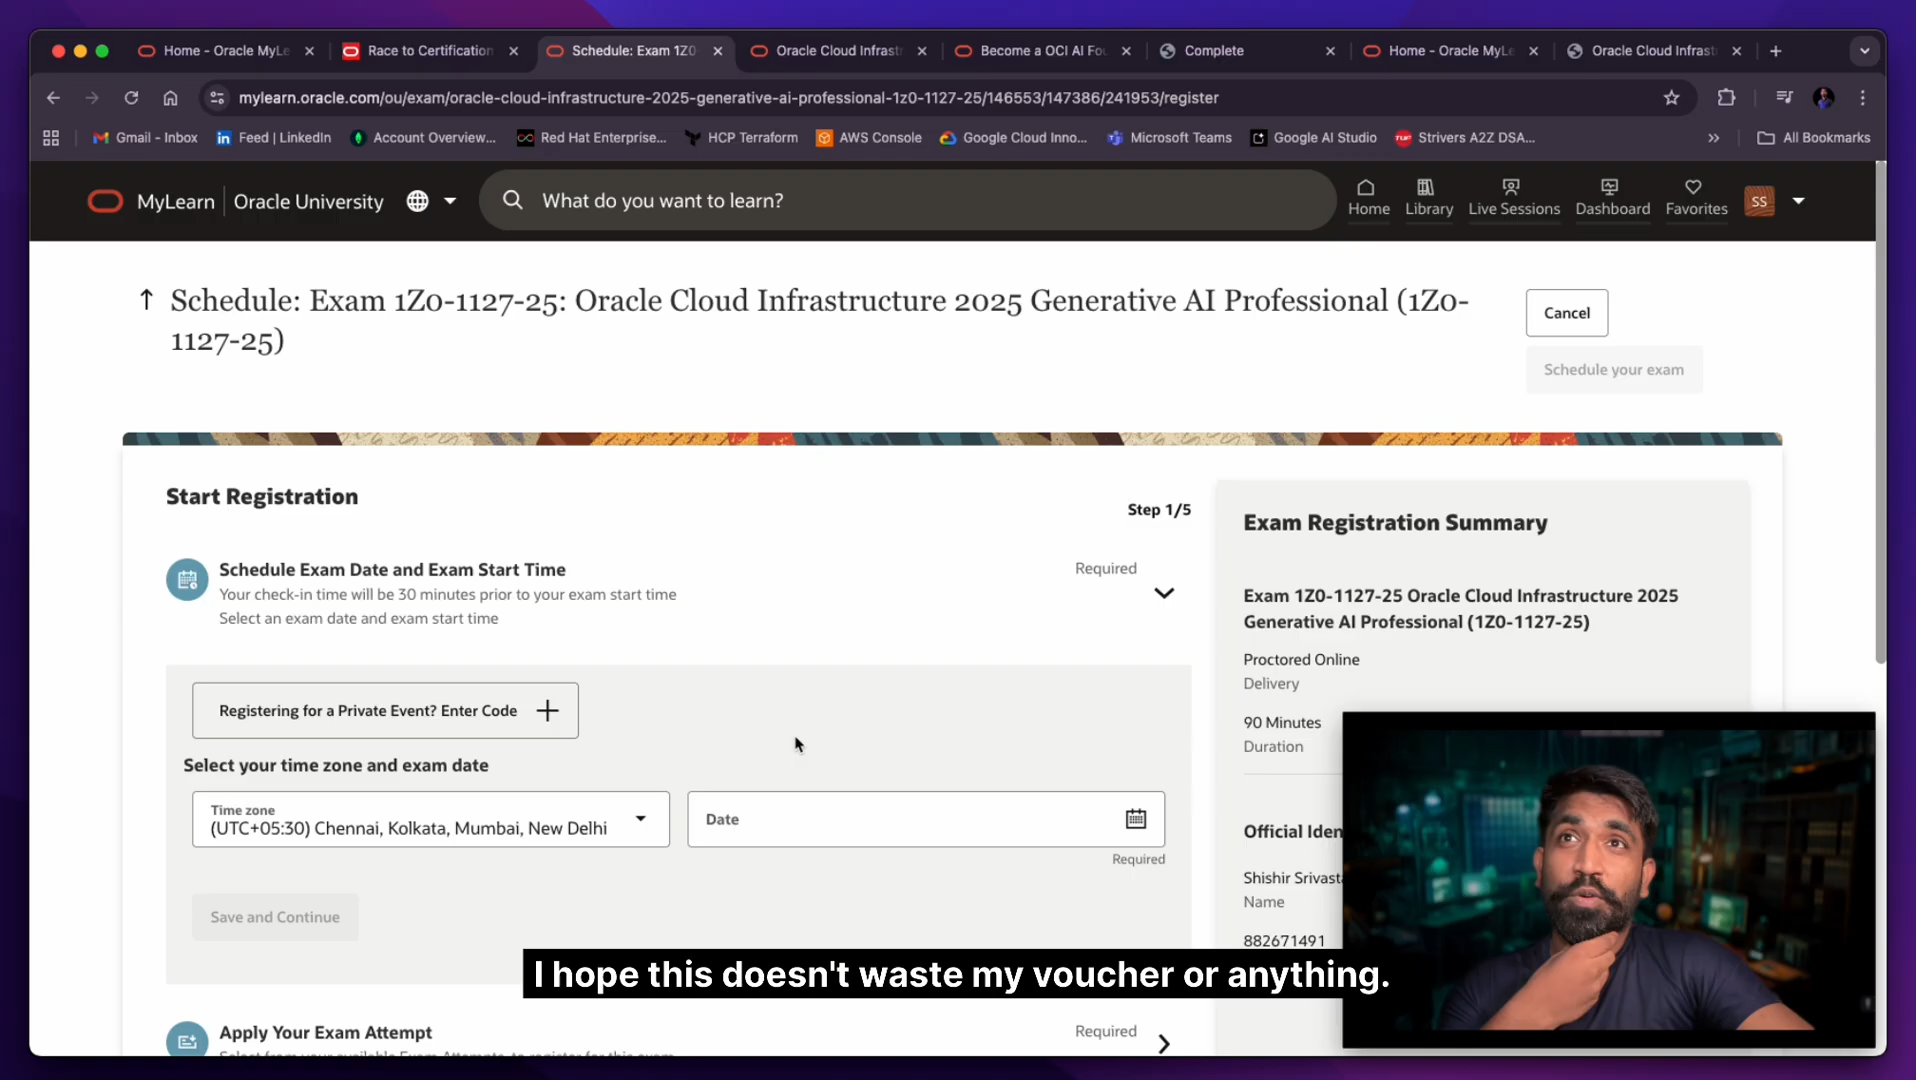 Home - Oracle MyLe
Race to Certification
Schedule: Exam 1Z0
Oracle Cloud Infrast
Become a OCI AI Fou
Complete
Home - Oracle MyLe
Oracle Cloud Infrast
mylearn.oracle.com/ou/exam/oracle-cloud-infrastructure-2025-generative-ai-professional-1z0-1127-25/146553/147386/241953/register
Gmail - Inbox
Feed | LinkedIn
Account Overview...
Red Hat Enterprise...
HCP Terraform
AWS Console
Google Cloud Inno...
Microsoft Teams
Google AI Studio
Strivers A2Z DSA...
All Bookmarks
MyLearn
Oracle University
What do you want to learn?
Home
Library
Live Sessions
Dashboard
Favorites
SS
Schedule: Exam 1Z0-1127-25: Oracle Cloud Infrastructure 2025 Generative AI Professional (1Z0-
1127-25)
Cancel
Schedule your exam
Start Registration
Step 1/5
Schedule Exam Date and Exam Start Time
Required
Your check-in time will be 30 minutes prior to your exam start time
Select an exam date and exam start time
Registering for a Private Event? Enter Code
Select your time zone and exam date
Time zone
(UTC+05:30) Chennai, Kolkata, Mumbai, New Delhi
Date
Required
Save and Continue
Apply Your Exam Attempt
Required
Exam Registration Summary
Exam 1Z0-1127-25 Oracle Cloud Infrastructure 2025
Generative AI Professional (1Z0-1127-25)
Proctored Online
Delivery
90 Minutes
Duration
Official Iden
Shishir Srivasta
Name
882671491
I hope this doesn't waste my voucher or anything.